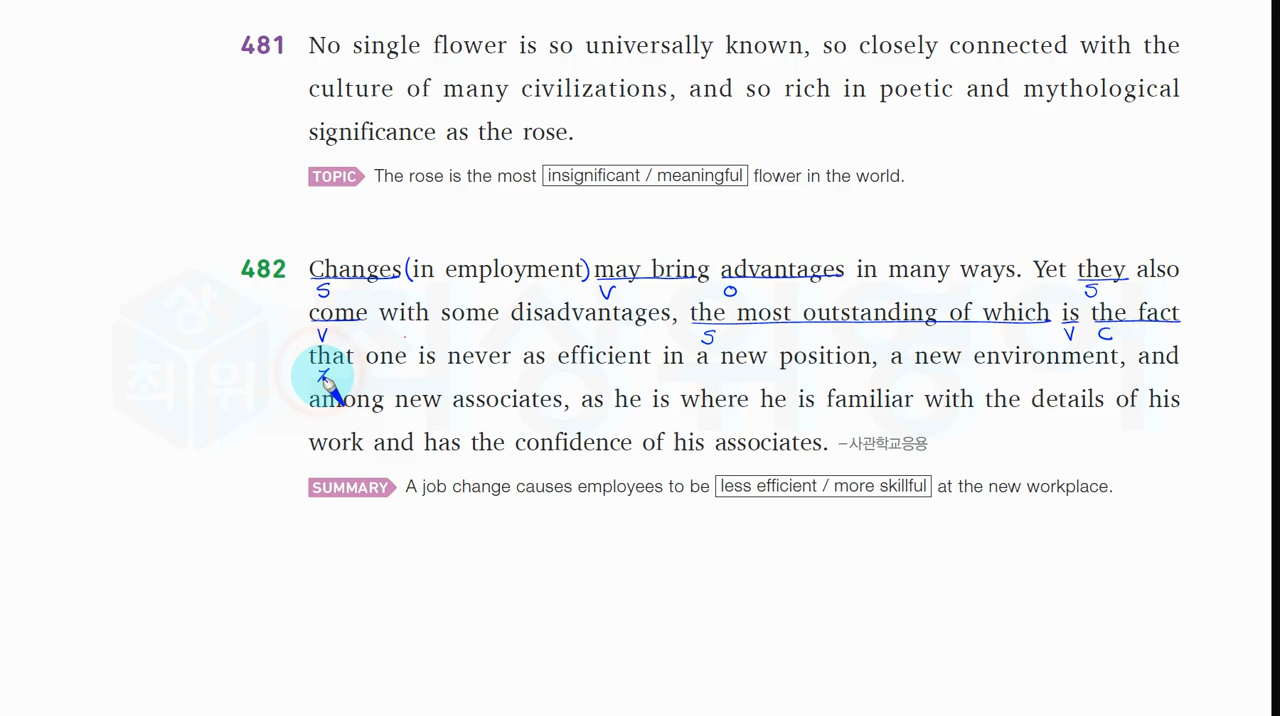 481 No single flower is so universally known, so closely connected with the
culture of many civilizations, and so rich in poetic and mythological
significance as the rose.
TOPIC The rose is the most insignificant / meaningful flower in the world.
482 Changes (in employment) may bring advantages in many ways. Yet they also
S V O S
come with some disadvantages, the most outstanding of which is the fact
V S V C
that one is never as efficient in a new position, a new environment, and
among new associates, as he is where he is familiar with the details of his
work and has the confidence of his associates. –사관학교응용
SUMMARY A job change causes employees to be less efficient / more skillful at the new workplace.